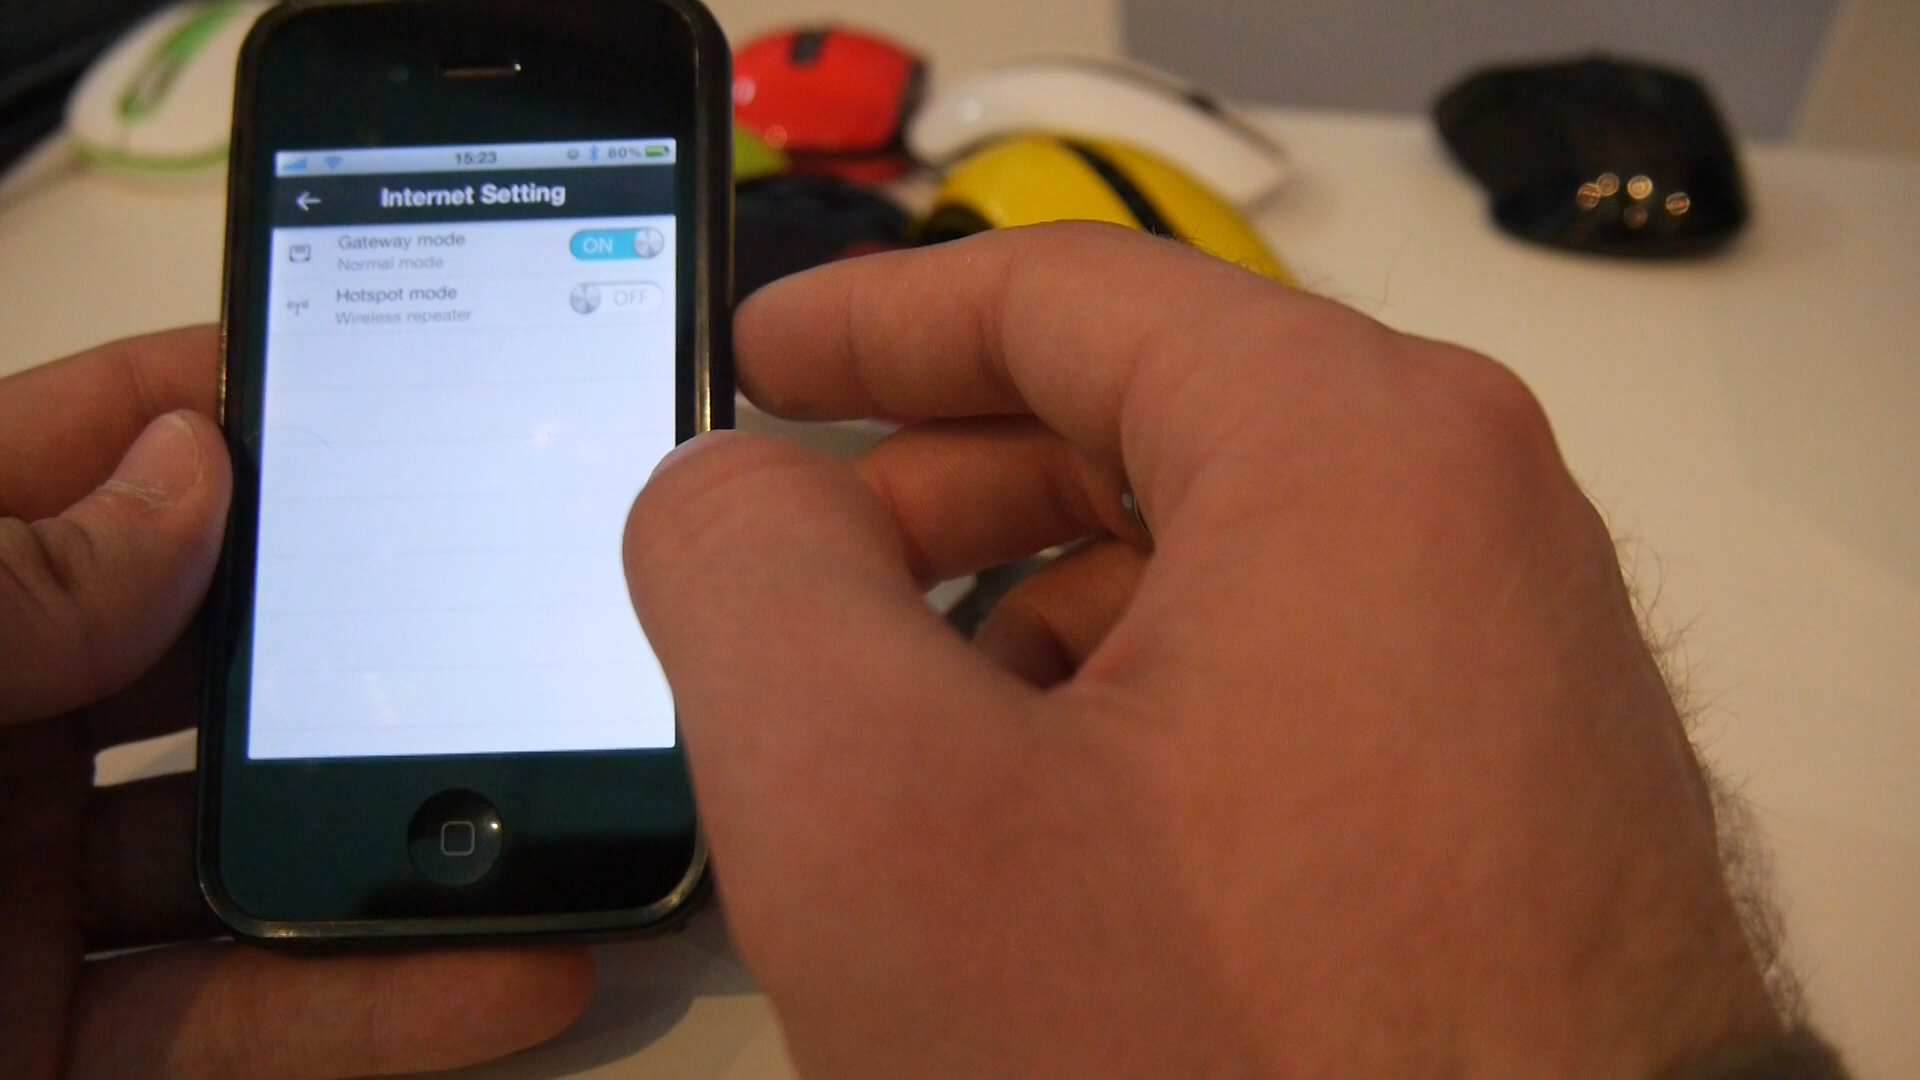 15:23 80%
Internet Setting
Gateway mode ON
Normal mode
Hotspot mode OFF
Wireless repeater